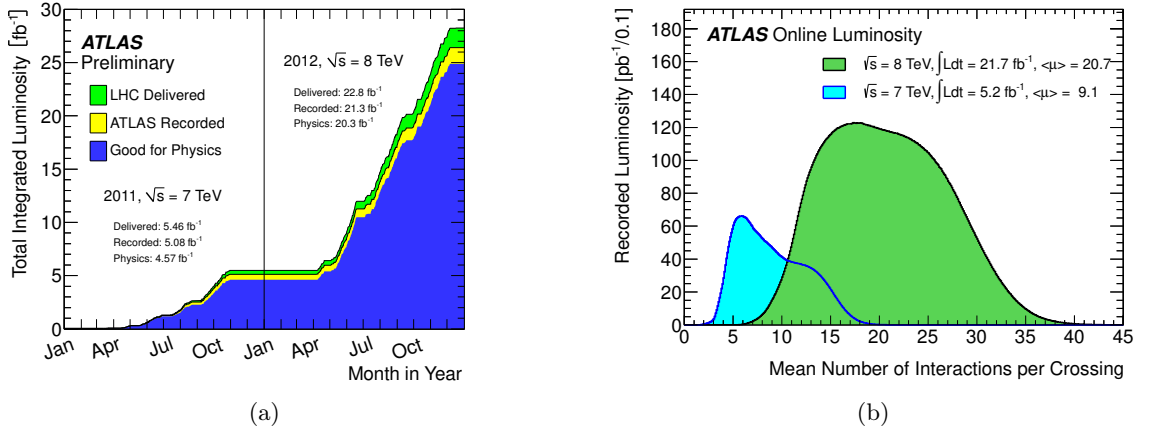 Total Integrated Luminosity [fb⁻¹]
30
25
20
15
10
5
0
ATLAS
Preliminary
LHC Delivered
ATLAS Recorded
Good for Physics
2012, √s = 8 TeV
Delivered: 22.8 fb⁻¹
Recorded: 21.3 fb⁻¹
Physics: 20.3 fb⁻¹
2011, √s = 7 TeV
Delivered: 5.46 fb⁻¹
Recorded: 5.08 fb⁻¹
Physics: 4.57 fb⁻¹
Jan Apr Jul Oct Jan Apr Jul Oct
Month in Year
(a)
Recorded Luminosity [pb⁻¹/0.1]
180
160
140
120
100
80
60
40
20
0
ATLAS Online Luminosity
√s = 8 TeV, ∫Ldt = 21.7 fb⁻¹, <μ> = 20.7
√s = 7 TeV, ∫Ldt = 5.2 fb⁻¹, <μ> = 9.1
0 5 10 15 20 25 30 35 40 45
Mean Number of Interactions per Crossing
(b)